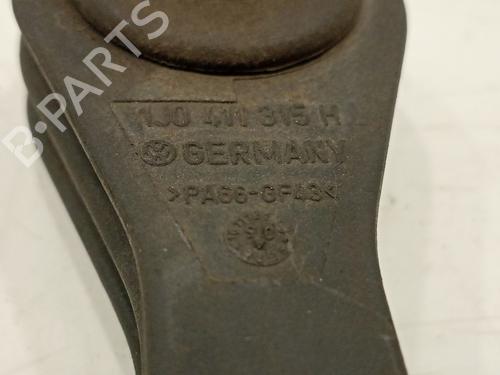 B-PARTS
1J0 411 315 H
GERMANY
>PA66-GF43<